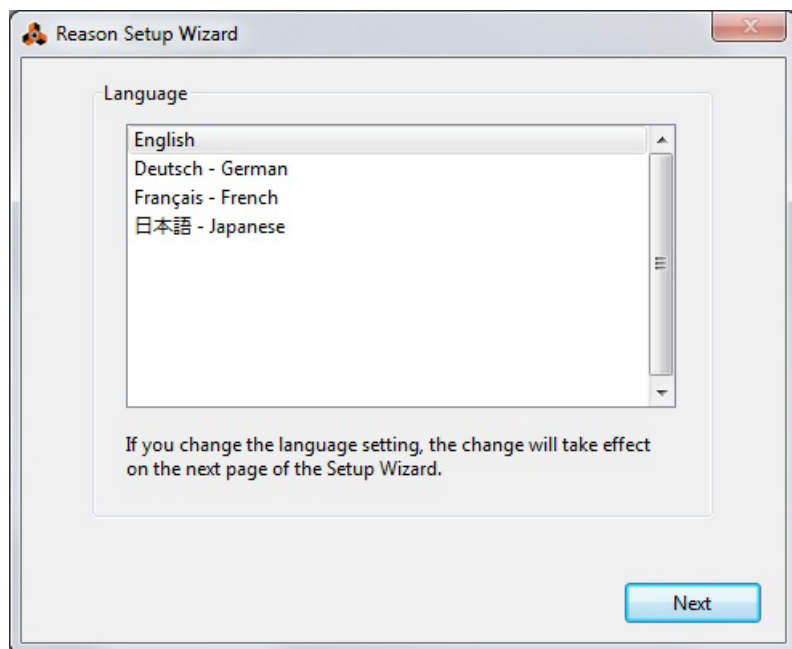 Reason Setup Wizard
Language
English
Deutsch - German
Français - French
日本語 - Japanese
If you change the language setting, the change will take effect
on the next page of the Setup Wizard.
Next